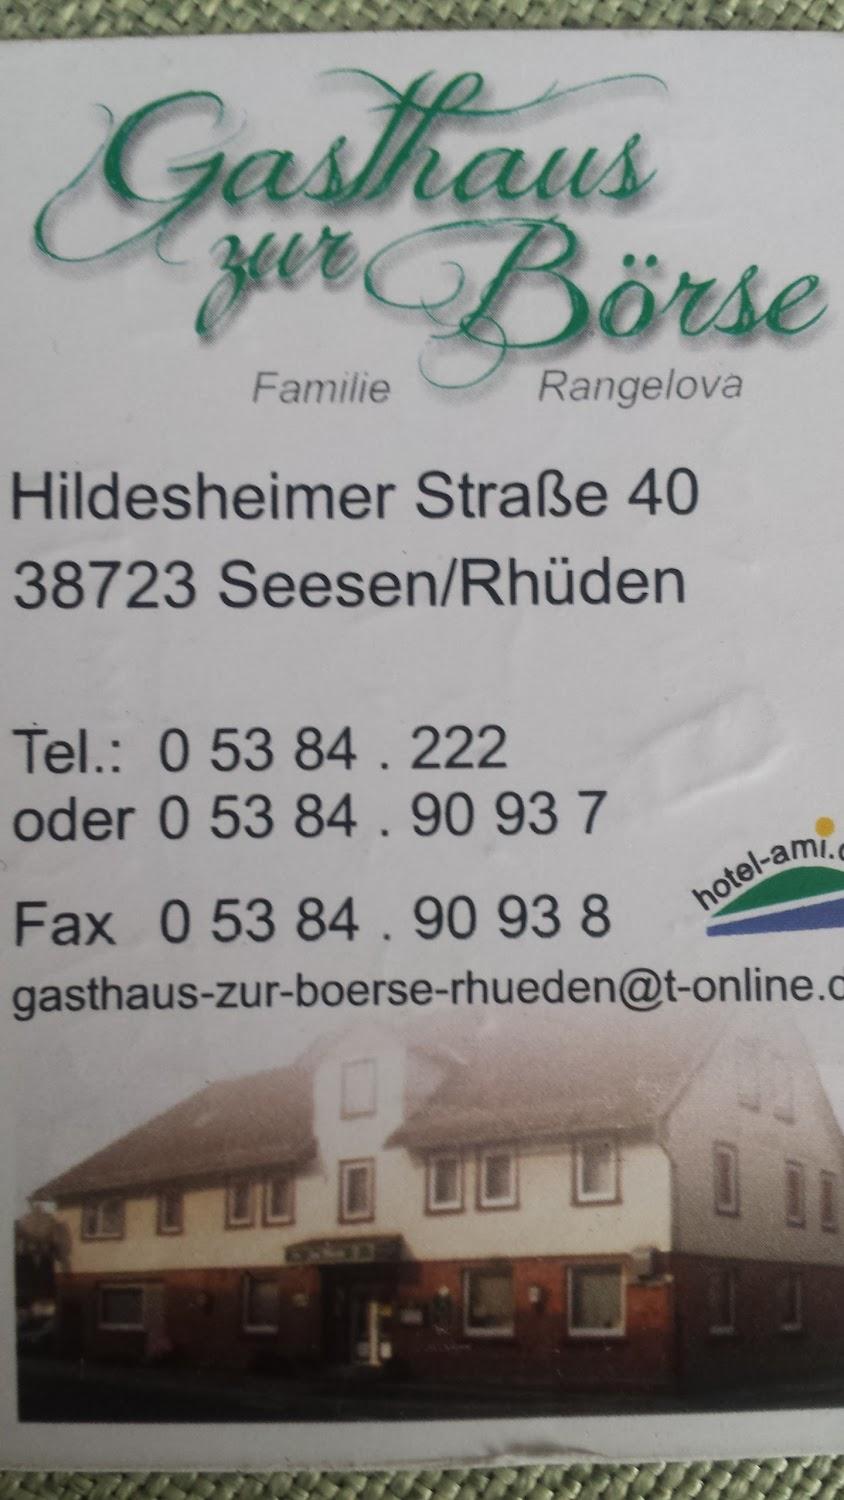 Gasthaus
zur Börse
Familie Rangelova
Hildesheimer Straße 40
38723 Seesen/Rhüden
Tel.: 0 53 84 . 222
oder 0 53 84 . 90 93 7
hotel-ami.
Fax 0 53 84 . 90 93 8
gasthaus-zur-boerse-rhueden@t-online.